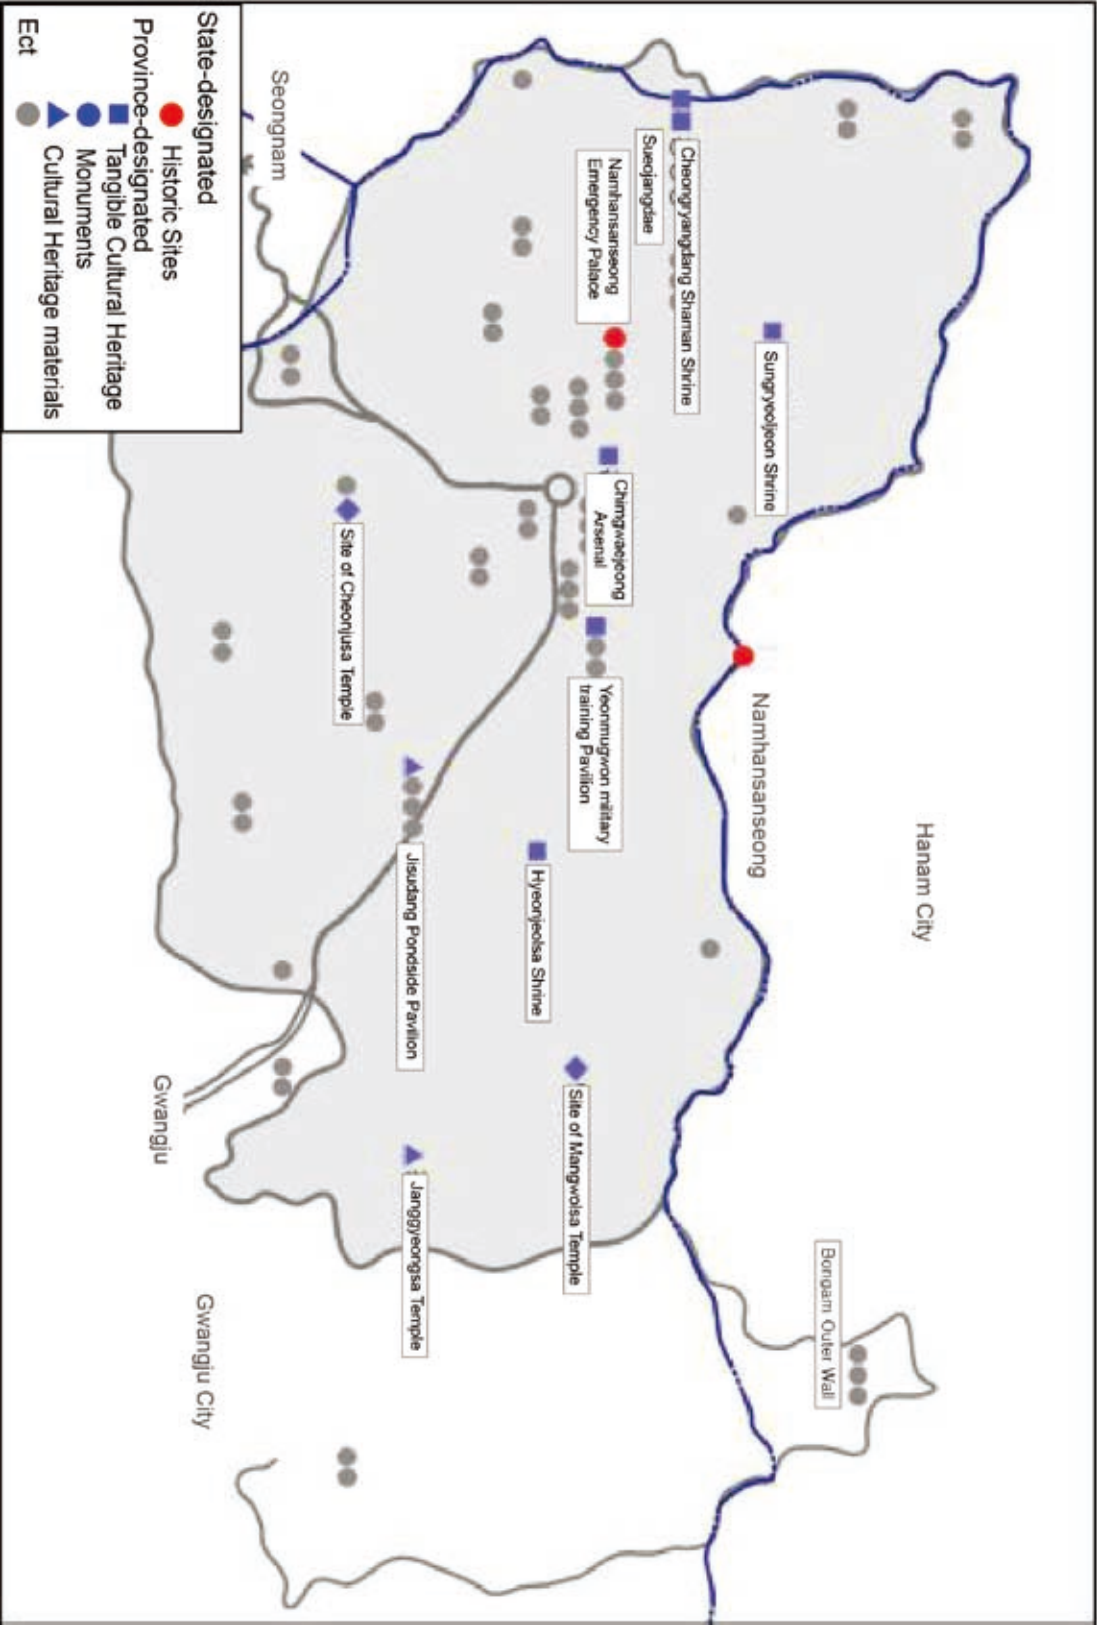 Hanam City
Namhansanseong
Bongam Outer Wall
Sungryeoljeon Shrine
Cheongryangdang Shaman Shrine
Sueojangdae
Namhansanseong
Emergency Palace
Chimgwaejeong
Arsenal
Yeonmugwon military
training Pavilion
Hyeonjeolsa Shrine
Site of Mangwolsa Temple
Site of Cheonjusa Temple
Jisudang Pondside Pavilion
Janggyeongsa Temple
Seongnam
Gwangju
Gwangju City
State-designated
Historic Sites
Province-designated
Tangible Cultural Heritage
Monuments
Cultural Heritage materials
Ect